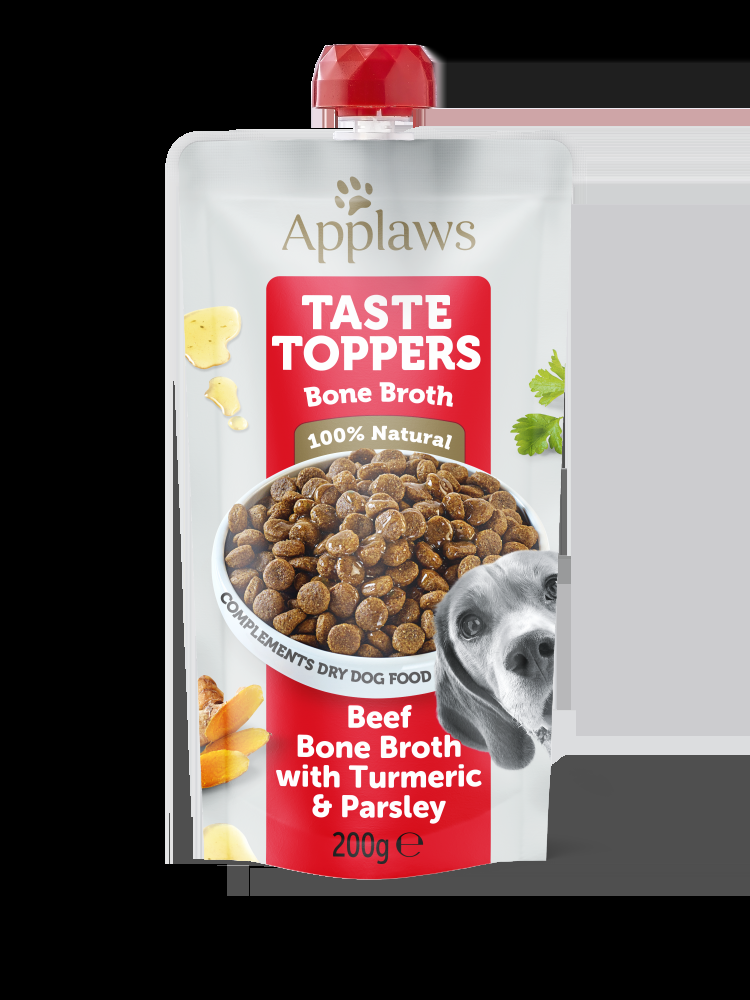 Applaws
TASTE
TOPPERS
Bone Broth
100% Natural
COMPLEMENTS DRY DOG FOOD
Beef
Bone Broth
with Turmeric
& Parsley
200g ℮